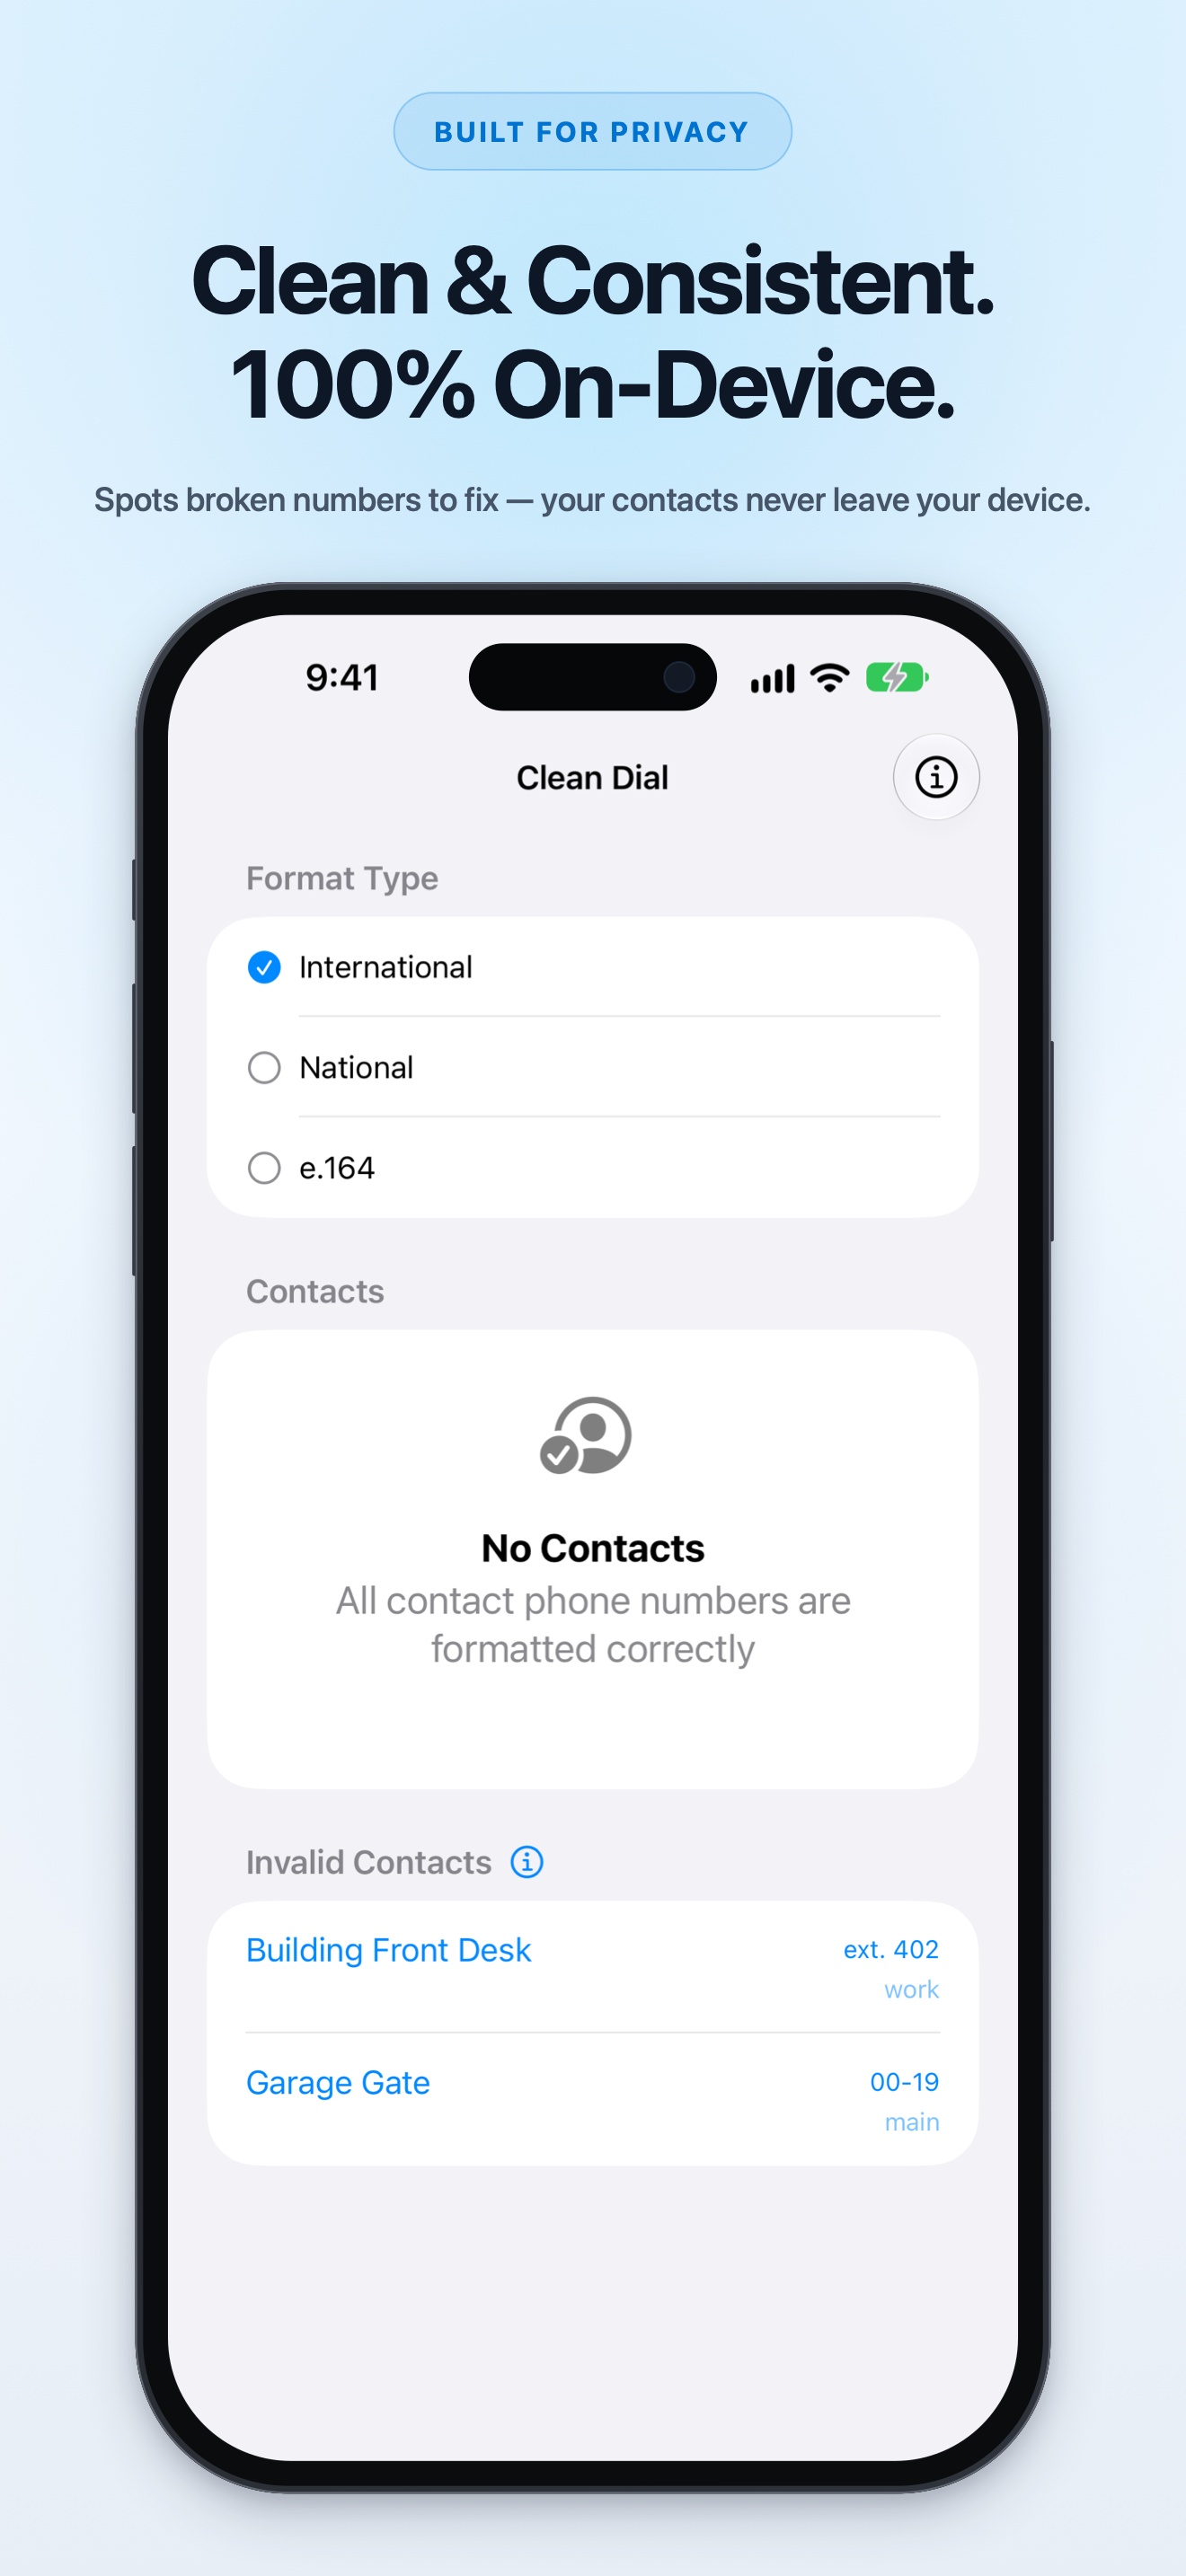 BUILT FOR PRIVACY
Clean & Consistent.
100% On-Device.
Spots broken numbers to fix — your contacts never leave your device.
9:41
Clean Dial
Format Type
International
National
e.164
Contacts
No Contacts
All contact phone numbers are
formatted correctly
Invalid Contacts
Building Front Desk
ext. 402
work
Garage Gate
00-19
main